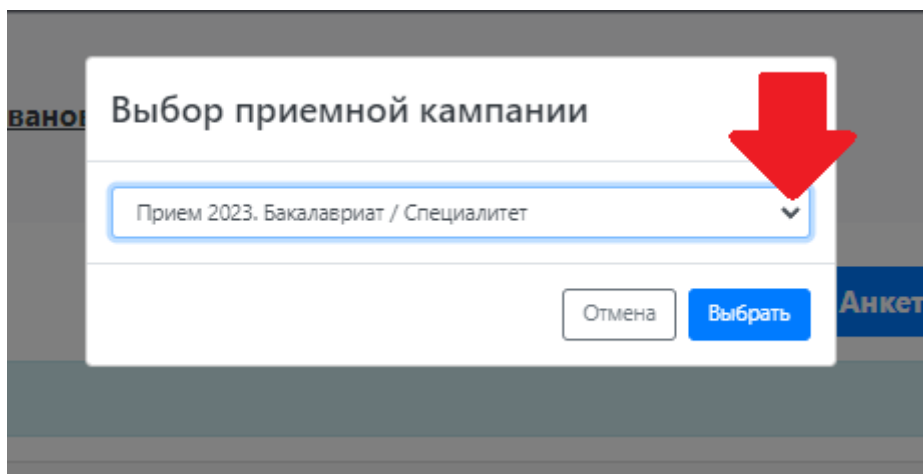 Выбор приемной кампании
Прием 2023. Бакалавриат / Специалитет
Отмена
Выбрать